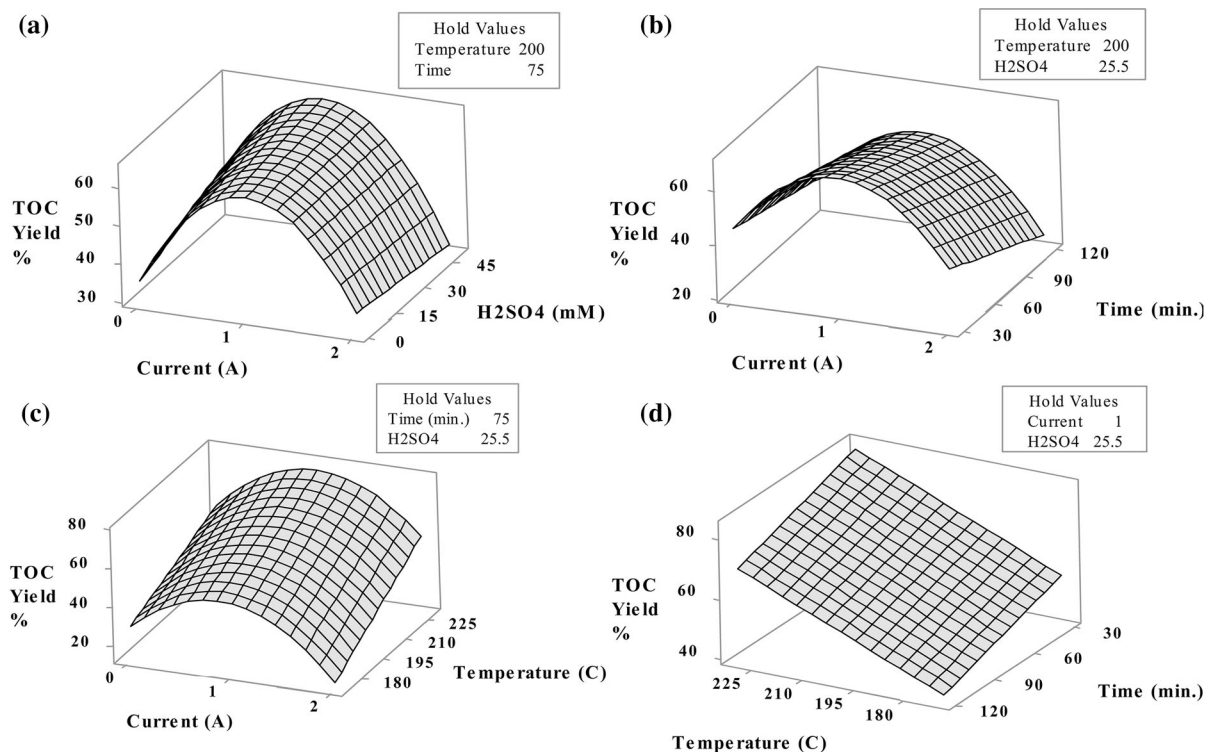 (a)
Hold Values
Temperature 200
Time 75
60
50
40
30
TOC
Yield
%
0
1
2
Current (A)
45
30
15
0
H2SO4 (mM)
(b)
Hold Values
Temperature 200
H2SO4 25.5
60
40
20
TOC
Yield
%
0
1
2
Current (A)
120
90
60
30
Time (min.)
(c)
Hold Values
Time (min.) 75
H2SO4 25.5
80
60
40
20
TOC
Yield
%
0
1
2
Current (A)
225
210
195
180
Temperature (C)
(d)
Hold Values
Current 1
H2SO4 25.5
80
60
40
TOC
Yield
%
225
210
195
180
Temperature (C)
30
60
90
120
Time (min.)